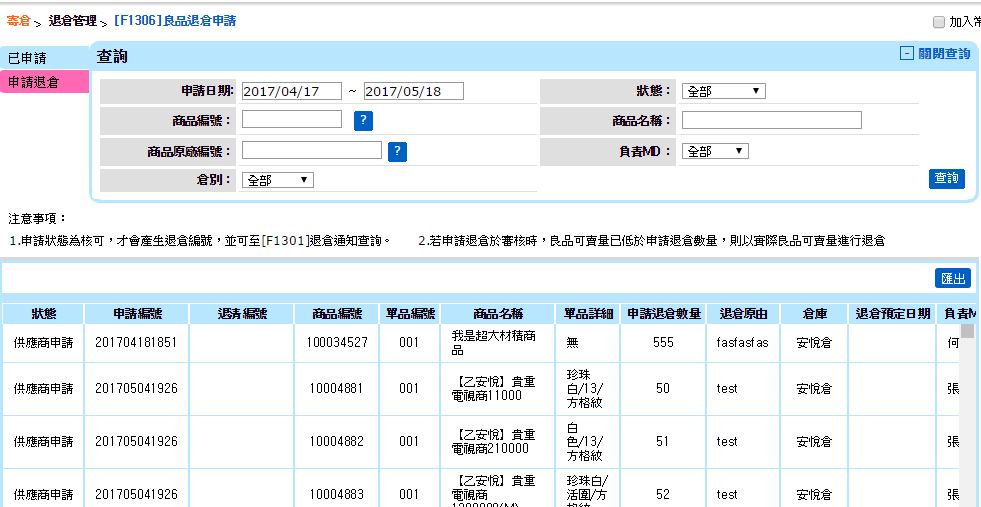 寄倉 > 退倉管理 > [F1306]良品退倉申請
加入常
已申請
申請退倉
查詢
- 關閉查詢
申請日期: 2017/04/17 ~ 2017/05/18 狀態： 全部
商品編號： ? 商品名稱：
商品原廠編號： ? 負責MD： 全部
倉別： 全部 查詢
注意事項：
1.申請狀態為核可，才會產生退倉編號，並可至[F1301]退倉通知查詢。 2.若申請退倉於審核時，良品可賣量已低於申請退倉數量，則以實際良品可賣量進行退倉
匯出
狀態 申請編號 退清編號 商品編號 單品編號 商品名稱 單品詳細 申請退倉數量 退倉原由 倉庫 退倉預定日期 負責M
供應商申請 201704181851 100034527 001 我是超大材積商品 無 555 fasfasfas 安悅倉 何
供應商申請 201705041926 10004881 001 【乙安悅】貴重電視商11000 珍珠白/13/方格紋 50 test 安悅倉 張
供應商申請 201705041926 10004882 001 【乙安悅】貴重電視商210000 白色/13/方格紋 51 test 安悅倉 張
供應商申請 201705041926 10004883 001 【乙安悅】貴重電視商 珍珠白/活圍/方 52 test 安悅倉 張